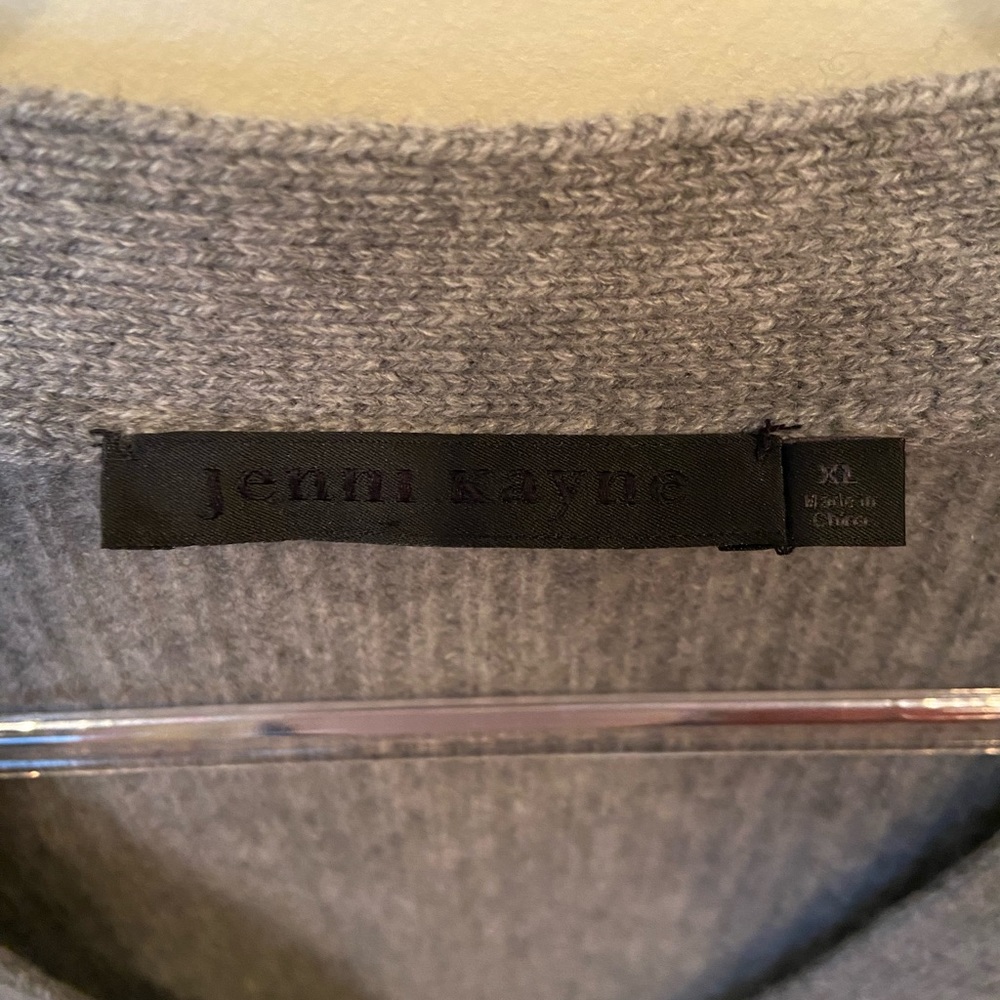 jenni kayne
XL
Made in
China